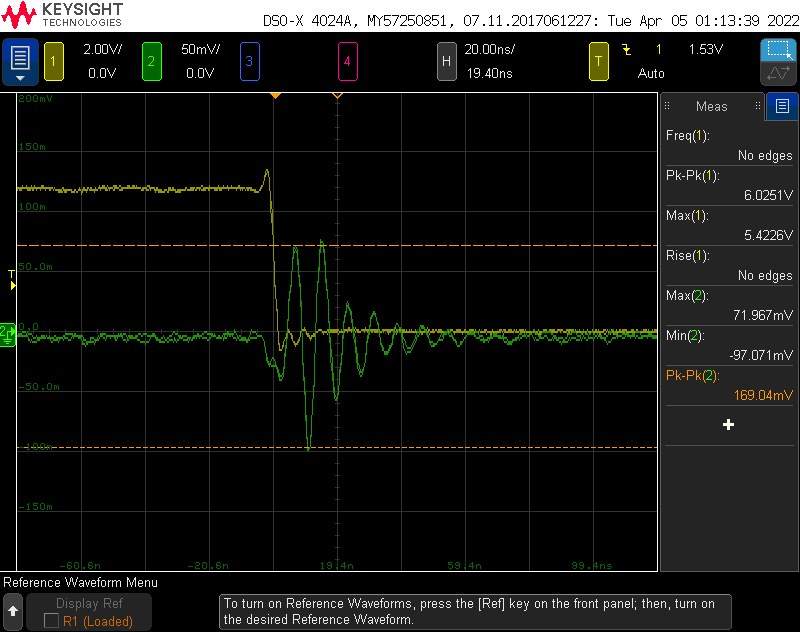 KEYSIGHT
TECHNOLOGIES
DSO-X 4024A, MY57250851, 07.11.2017061227: Tue Apr 05 01:13:39 2022
1 2.00V/ 2 50mV/ 3 4 H 20.00ns/ T 1 1.53V
0.0V 0.0V 19.40ns Auto
200mV
150m
100m
50.0m
0.0
-50.0m
-100m
-150m
T
2
-60.6n -20.6n 19.4n 59.4n 99.4ns
Meas
Freq(1):
No edges
Pk-Pk(1):
6.0251V
Max(1):
5.4226V
Rise(1):
No edges
Max(2):
71.967mV
Min(2):
-97.071mV
Pk-Pk(2):
169.04mV
Reference Waveform Menu
Display Ref
R1 (Loaded)
To turn on Reference Waveforms, press the [Ref] key on the front panel; then, turn on
the desired Reference Waveform.